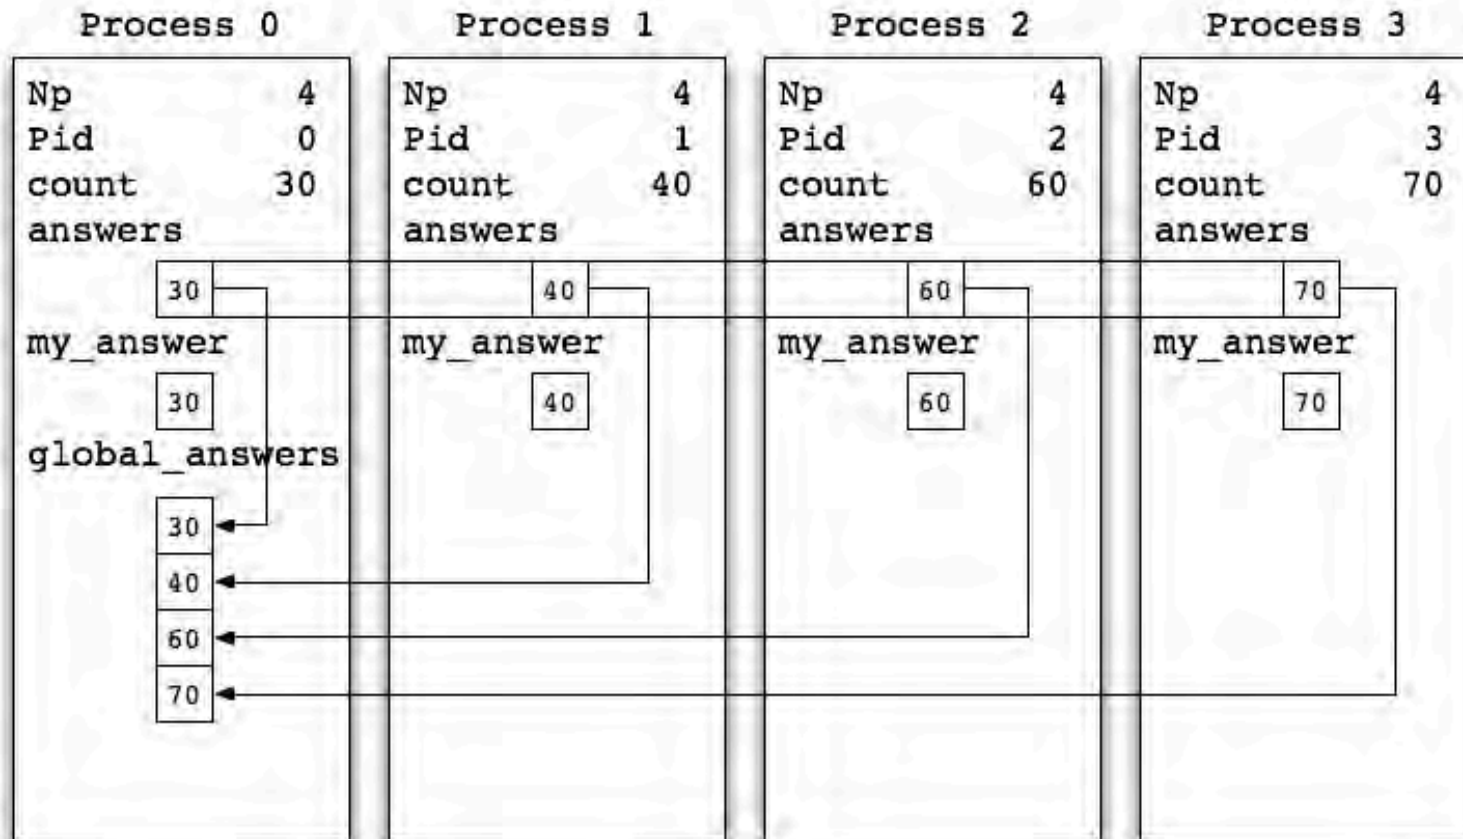 Process 0 Process 1 Process 2 Process 3
Np 4 Np 4 Np 4 Np 4
Pid 0 Pid 1 Pid 2 Pid 3
count 30 count 40 count 60 count 70
answers answers answers answers
30 40 60 70
my_answer my_answer my_answer my_answer
30 40 60 70
global_answers
30
40
60
70